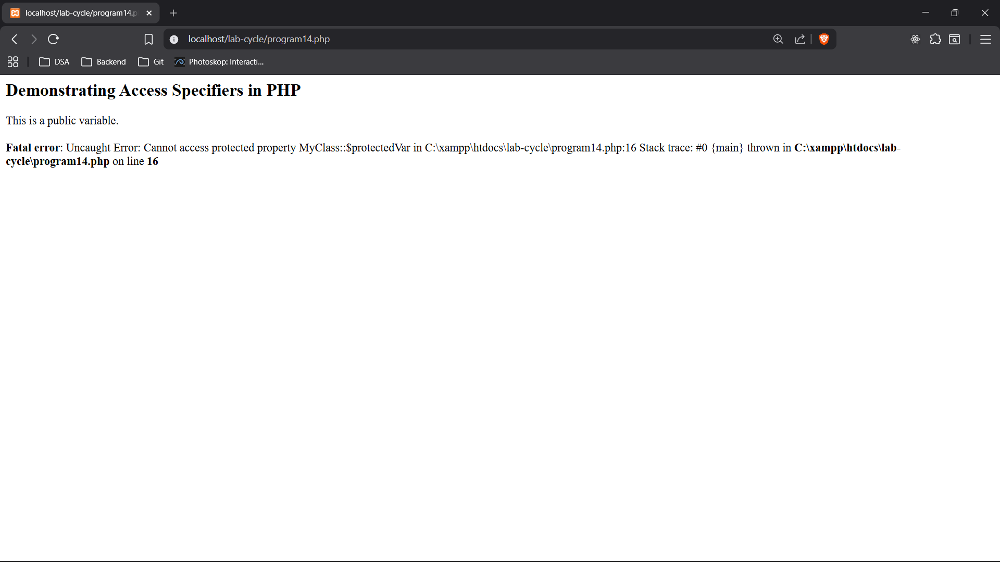 localhost/lab-cycle/program14.p
localhost/lab-cycle/program14.php
DSA
Backend
Git
Photoskop: Interacti...
Demonstrating Access Specifiers in PHP
This is a public variable.
Fatal error: Uncaught Error: Cannot access protected property MyClass::$protectedVar in C:\xampp\htdocs\lab-cycle\program14.php:16 Stack trace: #0 {main} thrown in C:\xampp\htdocs\lab-
cycle\program14.php on line 16